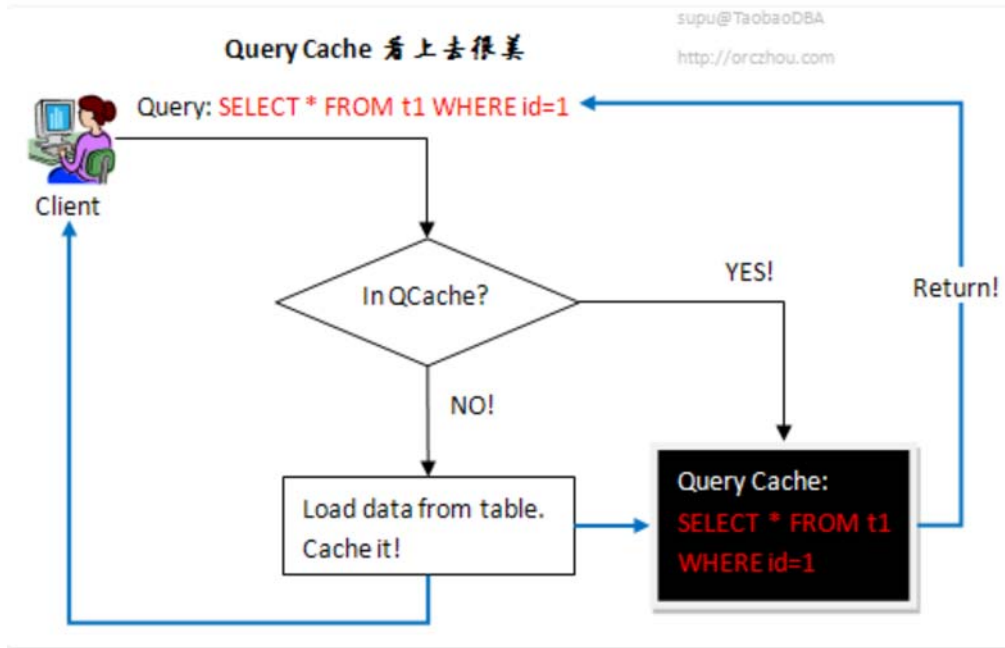 supu@TaobaoDBA
Query Cache 看上去很美
http://orczhou.com
Query: SELECT * FROM t1 WHERE id=1
Client
In QCache?
YES!
Return!
NO!
Load data from table.
Cache it!
Query Cache:
SELECT * FROM t1
WHERE id=1